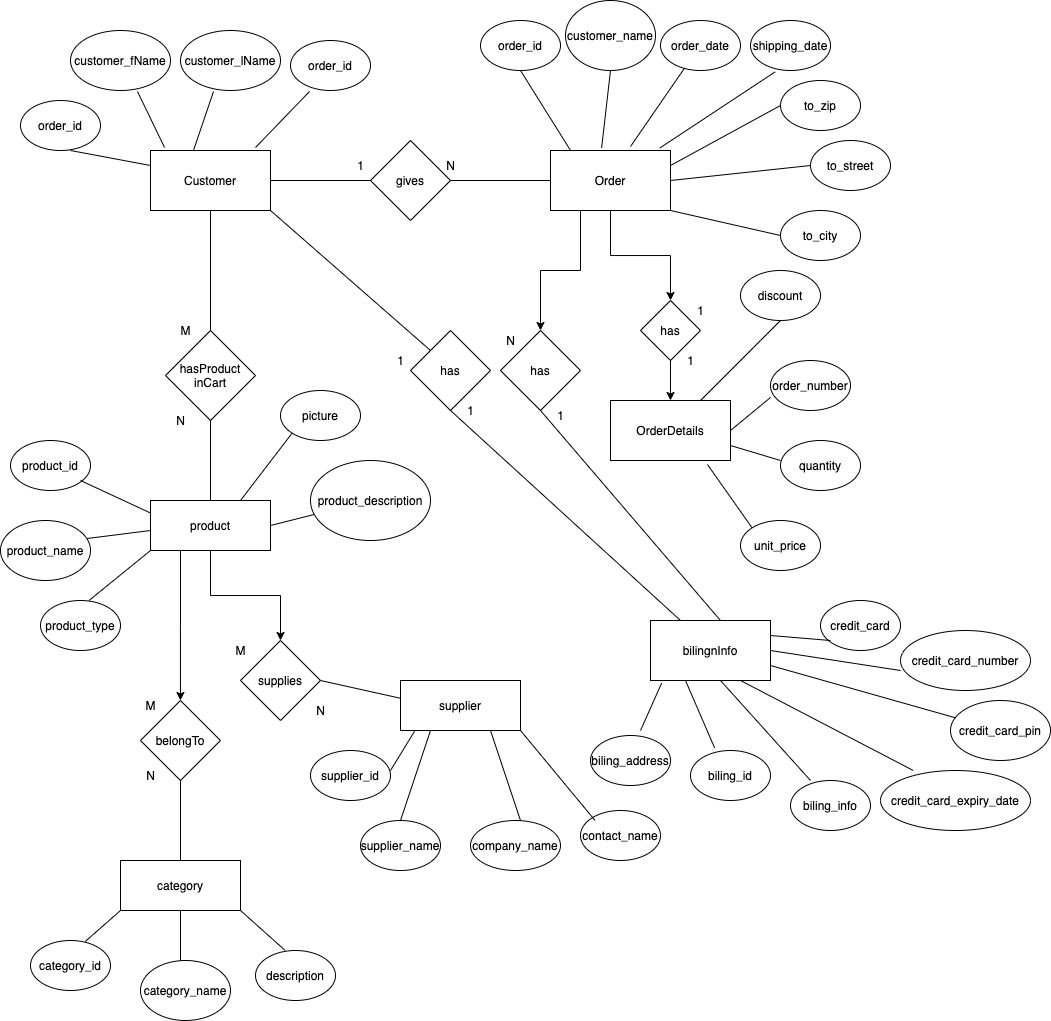 customer_name
order_id
order_date
shipping_date
customer_fName
customer_lName
order_id
to_zip
order_id
to_street
Customer
1
gives
N
Order
to_city
discount
M
hasProduct
inCart
N
1
has
1
N
has
1
1
has
1
order_number
OrderDetails
quantity
unit_price
picture
product_id
product_description
product
product_name
product_type
credit_card
bilingnInfo
credit_card_number
credit_card_pin
M
supplies
N
supplier
M
belongTo
N
biling_address
biling_id
biling_info
credit_card_expiry_date
supplier_id
supplier_name
company_name
contact_name
category
category_id
category_name
description